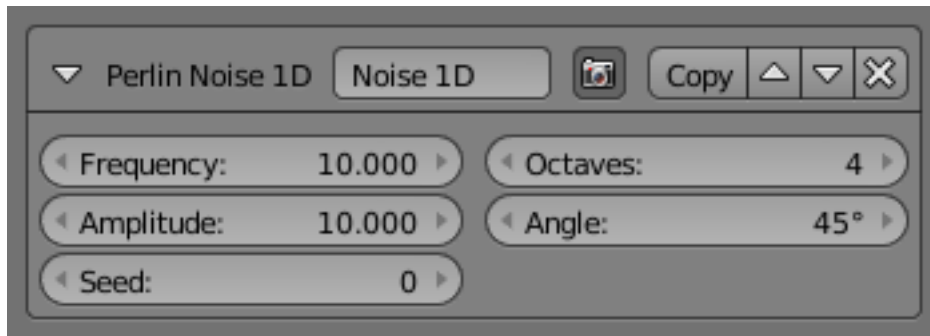 Perlin Noise 1D Noise 1D Copy
Frequency: 10.000 Octaves: 4
Amplitude: 10.000 Angle: 45°
Seed: 0